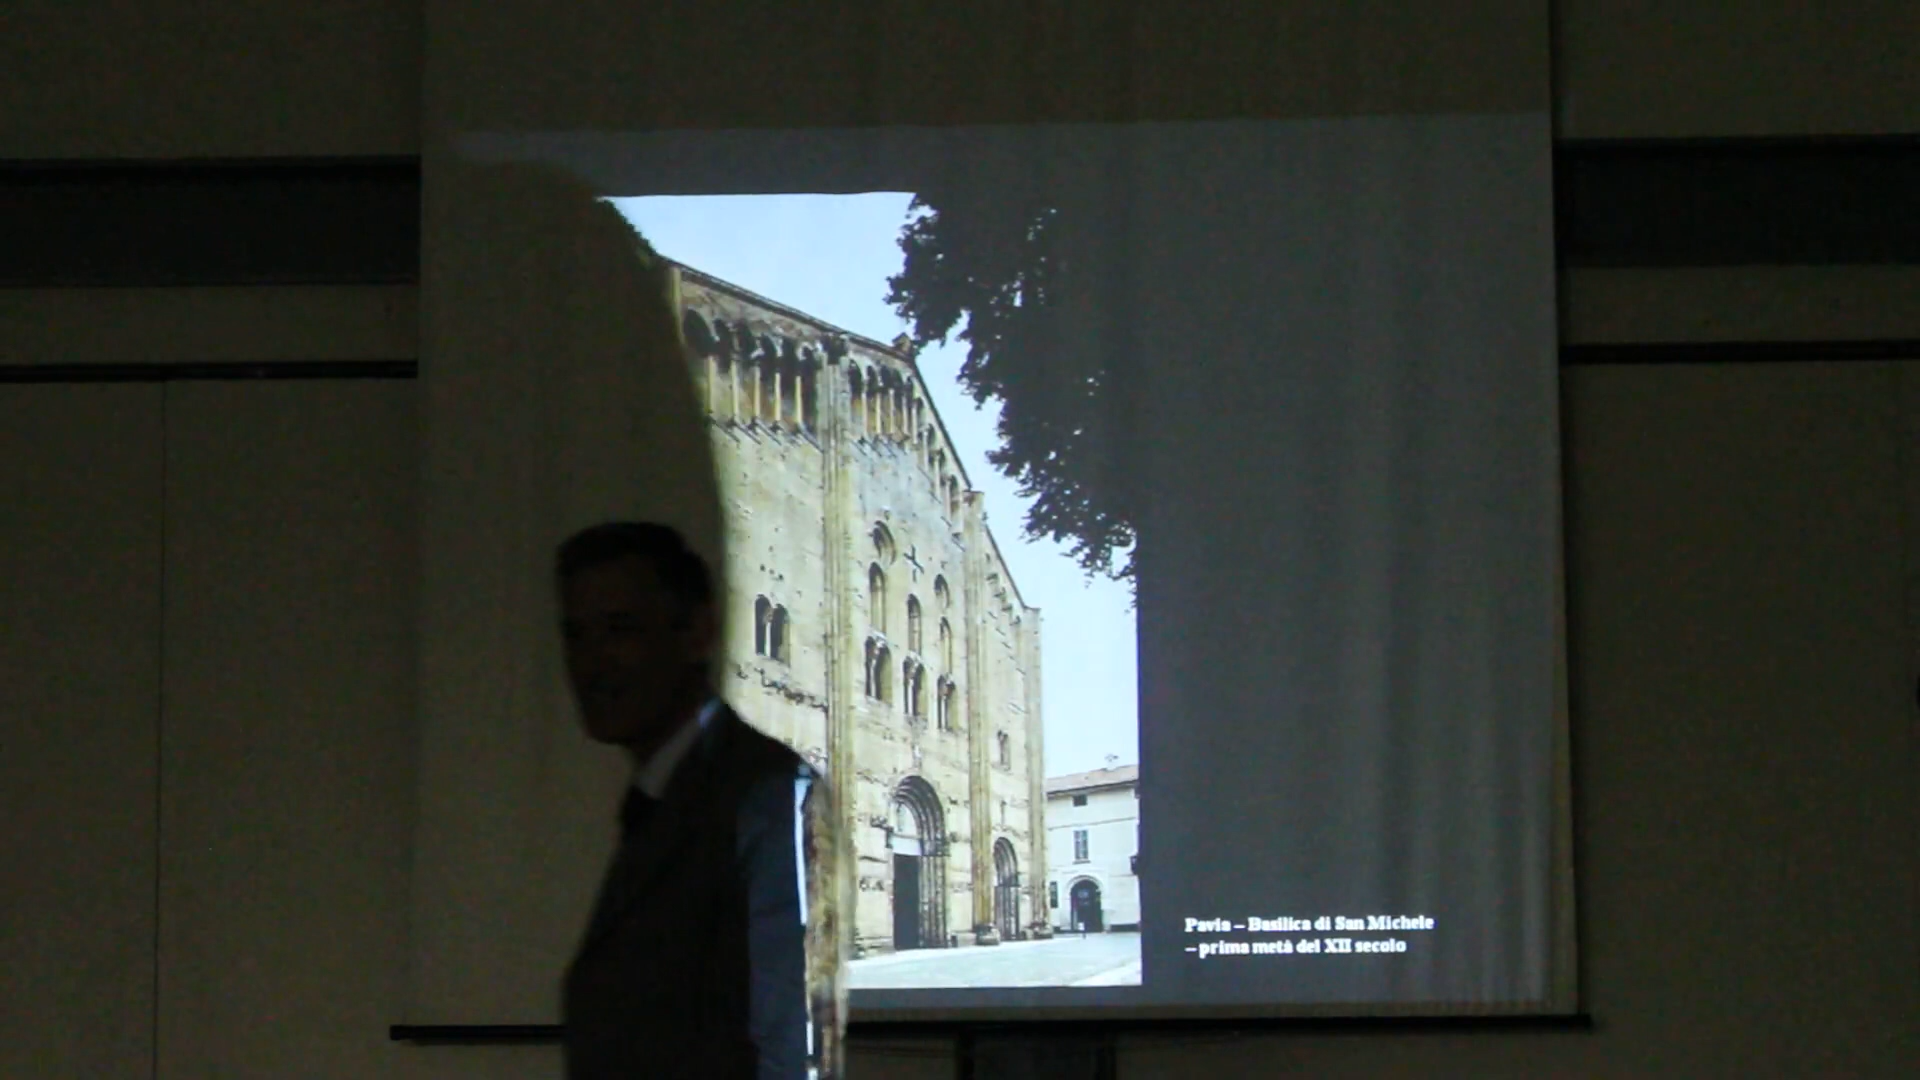 Pavia – Basilica di San Michele
– prima metà del XII secolo